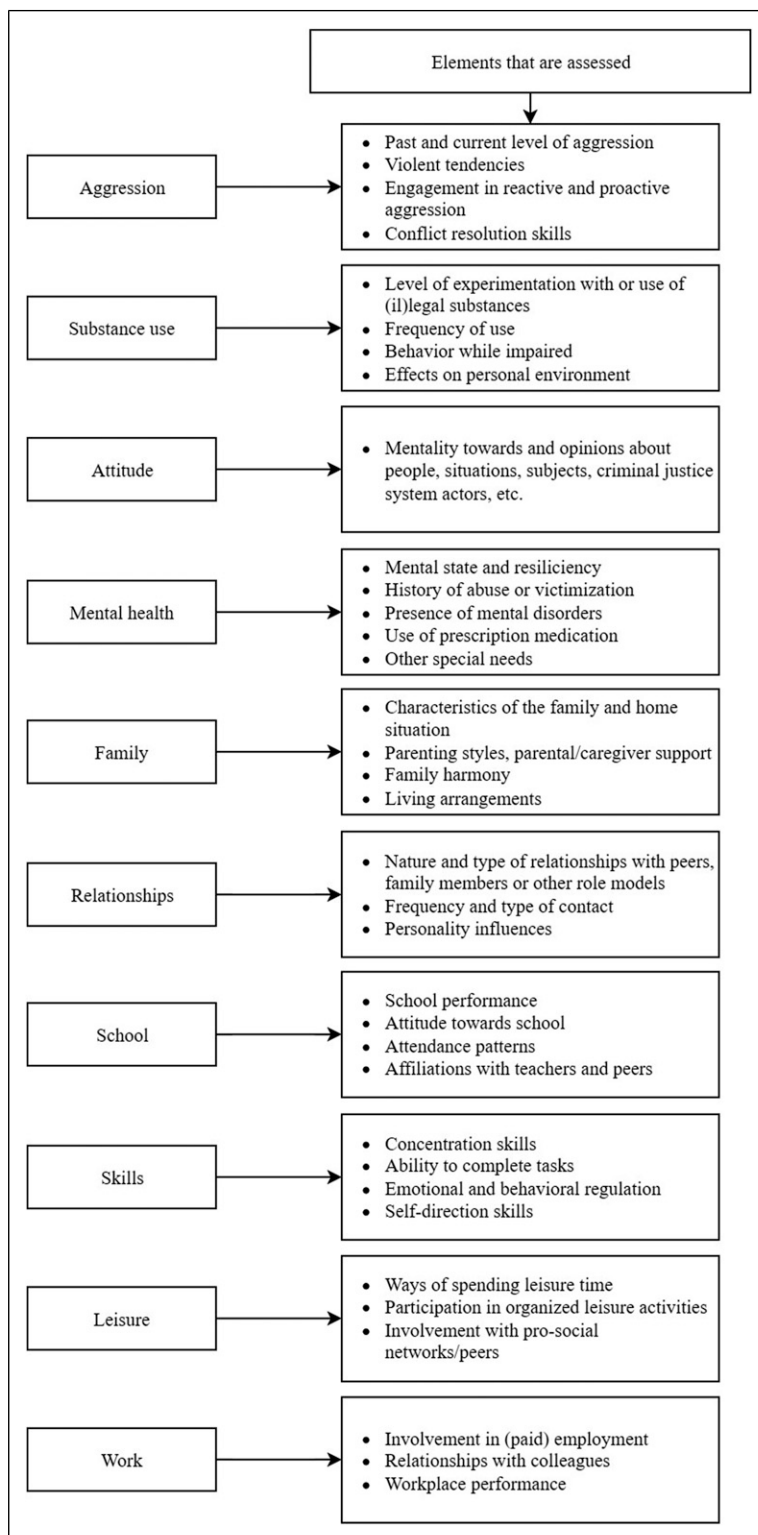 Elements that are assessed
Aggression
• Past and current level of aggression
• Violent tendencies
• Engagement in reactive and proactive
aggression
• Conflict resolution skills
Substance use
• Level of experimentation with or use of
(il)legal substances
• Frequency of use
• Behavior while impaired
• Effects on personal environment
Attitude
• Mentality towards and opinions about
people, situations, subjects, criminal justice
system actors, etc.
Mental health
• Mental state and resiliciency
• History of abuse or victimization
• Presence of mental disorders
• Use of prescription medication
• Other special needs
Family
• Characteristics of the family and home
situation
• Parenting styles, parental/caregiver support
• Family harmony
• Living arrangements
Relationships
• Nature and type of relationships with peers,
family members or other role models
• Frequency and type of contact
• Personality influences
School
• School performance
• Attitude towards school
• Attendance patterns
• Affiliations with teachers and peers
Skills
• Concentration skills
• Ability to complete tasks
• Emotional and behavioral regulation
• Self-direction skills
Leisure
• Ways of spending leisure time
• Participation in organized leisure activities
• Involvement with pro-social
networks/peers
Work
• Involvement in (paid) employment
• Relationships with colleagues
• Workplace performance